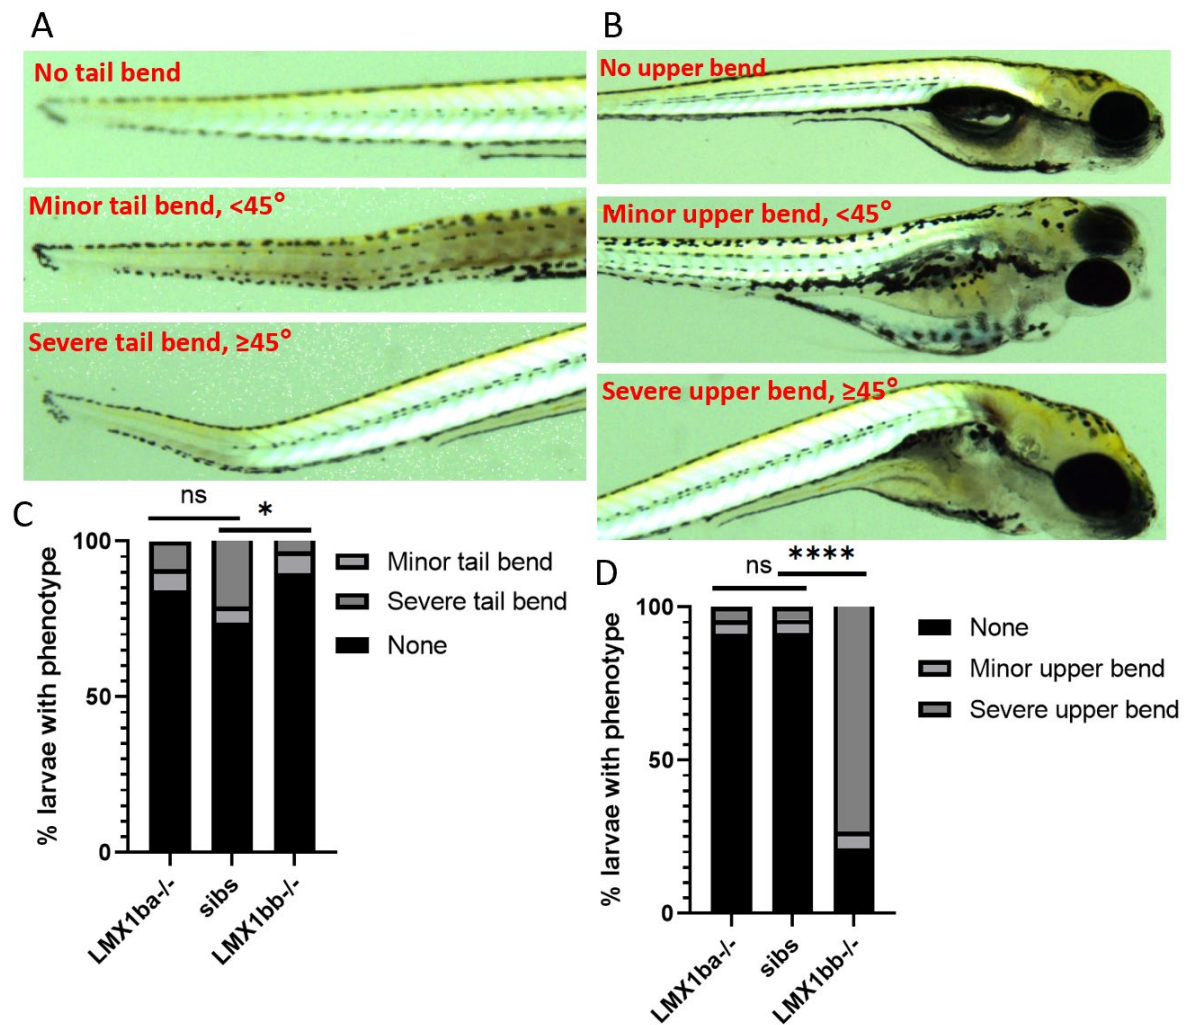 A
No tail bend
Minor tail bend, <45°
Severe tail bend, ≥45°
B
No upper bend
Minor upper bend, <45°
Severe upper bend, ≥45°
C
ns
*
% larvae with phenotype
100
50
0
LMX1ba-/-
sibs
LMX1bb-/-
Minor tail bend
Severe tail bend
None
D
ns
****
% larvae with phenotype
100
50
0
LMX1ba-/-
sibs
LMX1bb-/-
None
Minor upper bend
Severe upper bend